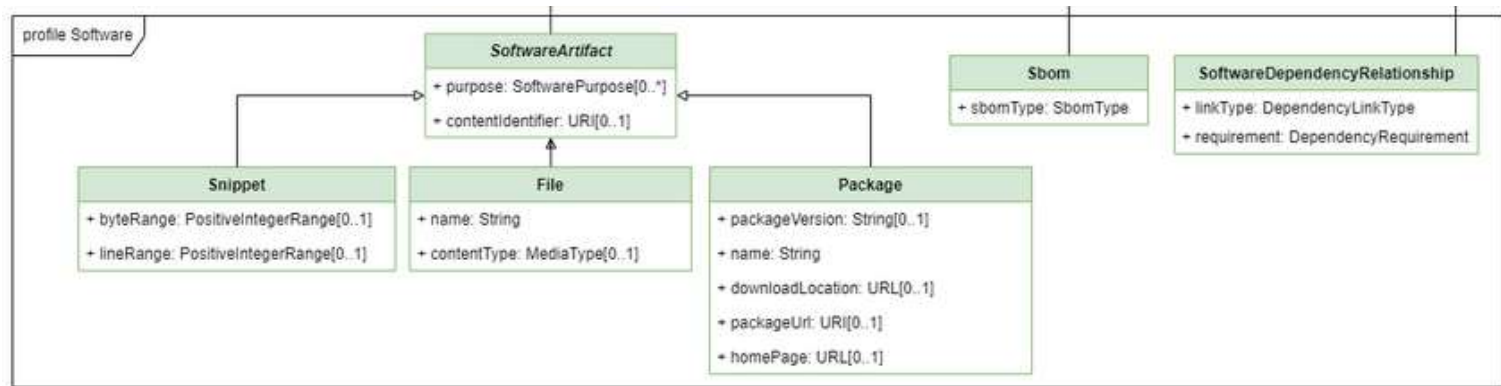 profile Software
SoftwareArtifact
+ purpose: SoftwarePurpose[0..*]
+ contentIdentifier: URI[0..1]
Sbom
+ sbomType: SbomType
SoftwareDependencyRelationship
+ linkType: DependencyLinkType
+ requirement: DependencyRequirement
Snippet
+ byteRange: PositiveIntegerRange[0..1]
+ lineRange: PositiveIntegerRange[0..1]
File
+ name: String
+ contentType: MediaType[0..1]
Package
+ packageVersion: String[0..1]
+ name: String
+ downloadLocation: URL[0..1]
+ packageUrl: URI[0..1]
+ homePage: URL[0..1]